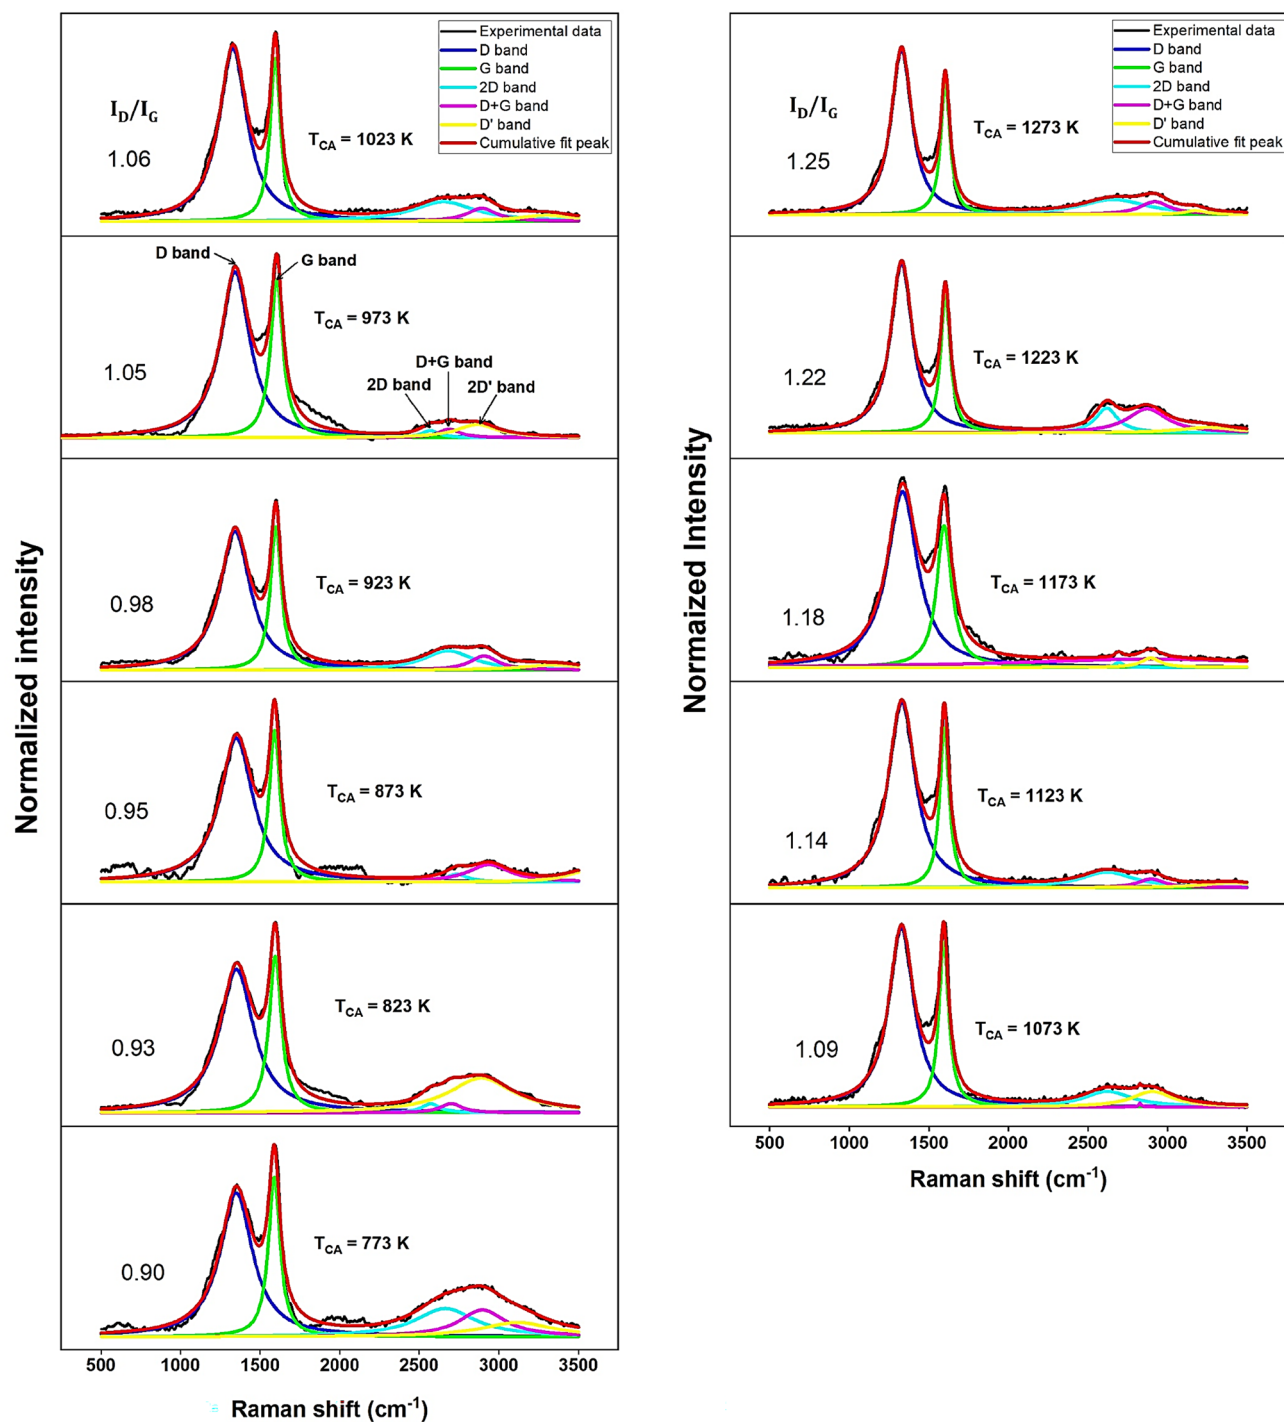 Experimental data
D band
G band
2D band
D+G band
D' band
Cumulative fit peak
I_D/I_G
T_CA = 1023 K
1.06
D band
G band
T_CA = 973 K
1.05
D+G band
2D band
2D' band
T_CA = 923 K
0.98
T_CA = 873 K
0.95
T_CA = 823 K
0.93
T_CA = 773 K
0.90
500 1000 1500 2000 2500 3000 3500
Raman shift (cm⁻¹)
Normalized intensity
Experimental data
D band
G band
2D band
D+G band
D' band
Cumulative fit peak
I_D/I_G
T_CA = 1273 K
1.25
T_CA = 1223 K
1.22
T_CA = 1173 K
1.18
T_CA = 1123 K
1.14
T_CA = 1073 K
1.09
500 1000 1500 2000 2500 3000 3500
Raman shift (cm⁻¹)
Normaized Intensity